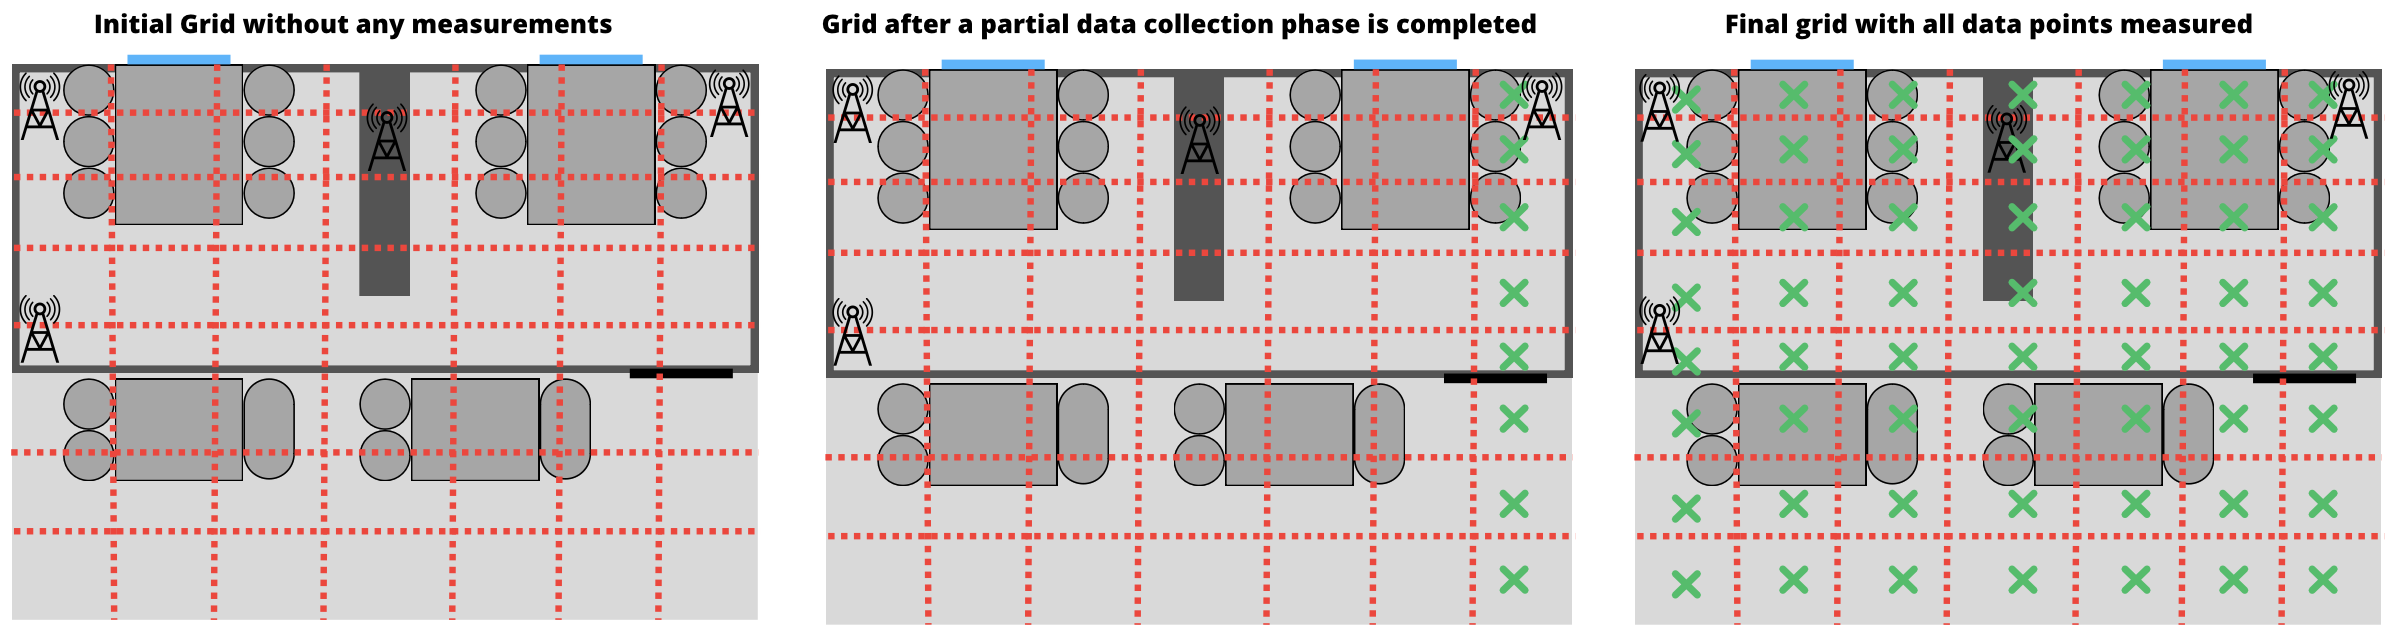 Initial Grid without any measurements
Grid after a partial data collection phase is completed
Final grid with all data points measured